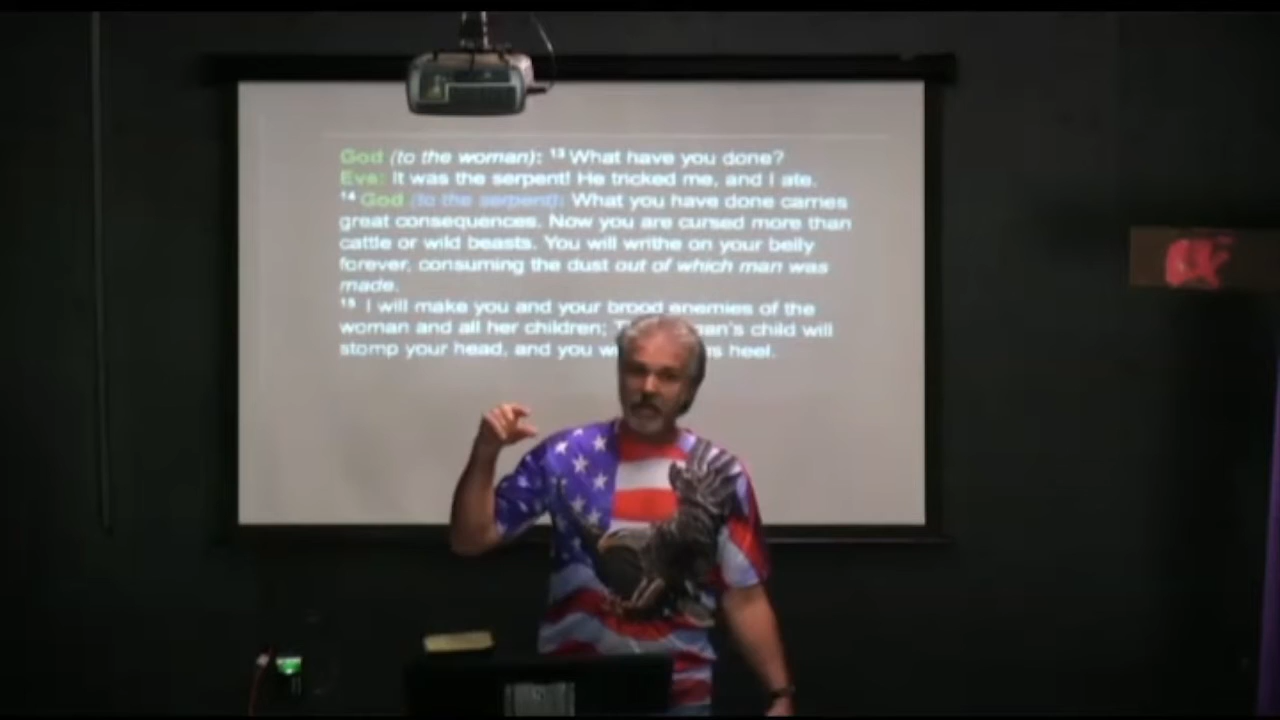 God (to the woman): 13 What have you done?
Eve: It was the serpent! He tricked me, and I ate.
14 God (to the serpent): What you have done carries
great consequences. Now you are cursed more than
cattle or wild beasts. You will writhe on your belly
forever, consuming the dust out of which man was
made.
15 I will make you and your brood enemies of the
woman and all her children; man's child will
stomp your head, and you heel.